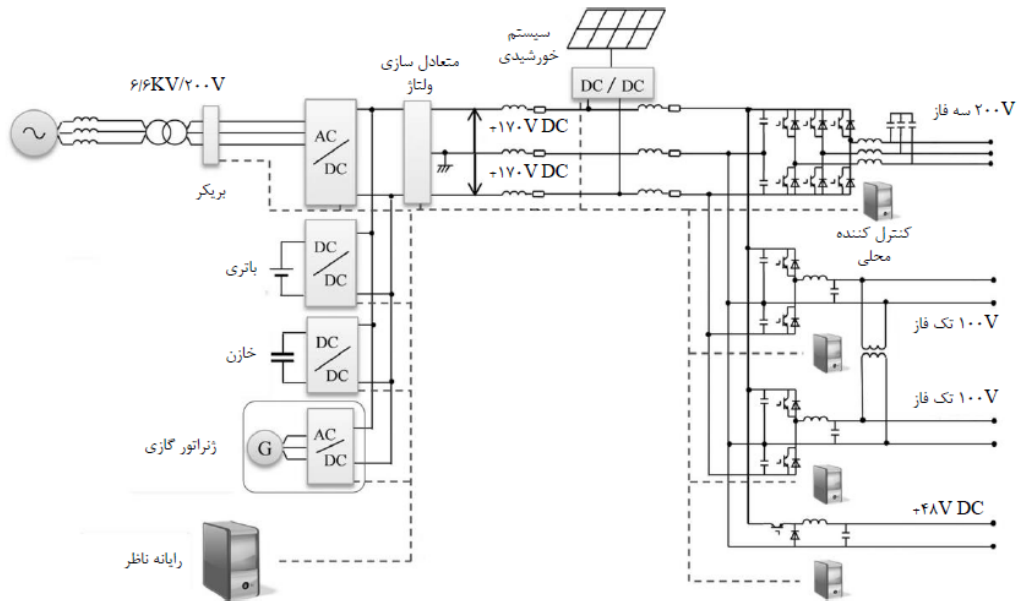 سیستم
خورشیدی
متعادل سازی
ولتاژ
۶/۶KV/۲۰۰V
DC / DC
۲۰۰V سه فاز
AC
DC
+۱۷۰V DC
+۱۷۰V DC
بریکر
کنترل کننده
محلی
DC
DC
باتری
۱۰۰V تک فاز
DC
DC
خازن
۱۰۰V تک فاز
AC
DC
G
ژنراتور گازی
+۴۸V DC
رایانه ناظر